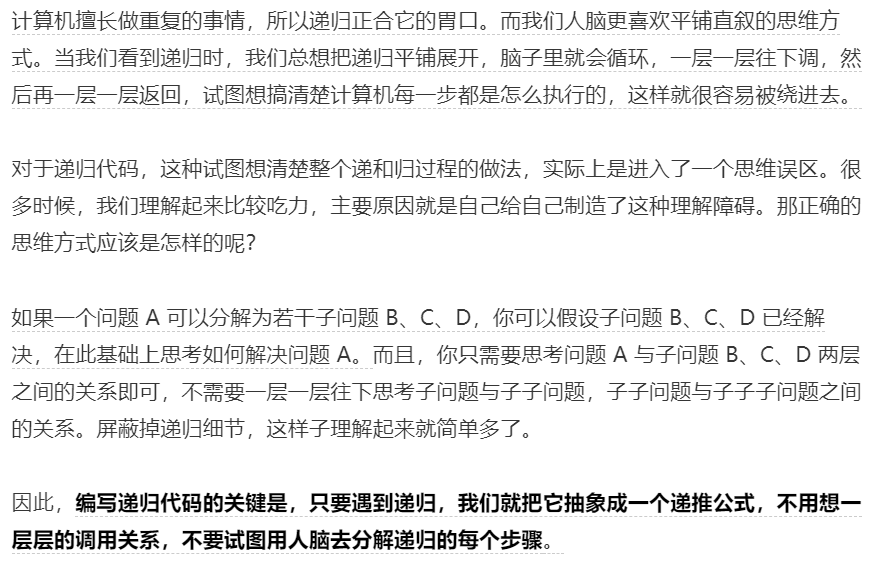 计算机擅长做重复的事情，所以递归正合它的胃口。而我们人脑更喜欢平铺直叙的思维方
式。当我们看到递归时，我们总想把递归平铺展开，脑子里就会循环，一层一层往下调，然
后再一层一层返回，试图想搞清楚计算机每一步都是怎么执行的，这样就很容易被绕进去。
对于递归代码，这种试图想清楚整个递和归过程的做法，实际上是进入了一个思维误区。很
多时候，我们理解起来比较吃力，主要原因就是自己给自己制造了这种理解障碍。那正确的
思维方式应该是怎样的呢？
如果一个问题 A 可以分解为若干子问题 B、C、D，你可以假设子问题 B、C、D 已经解
决，在此基础上思考如何解决问题 A。而且，你只需要思考问题 A 与子问题 B、C、D 两层
之间的关系即可，不需要一层一层往下思考子问题与子子问题，子子问题与子子子问题之间
的关系。屏蔽掉递归细节，这样子理解起来就简单多了。
因此，编写递归代码的关键是，只要遇到递归，我们就把它抽象成一个递推公式，不用想一
层层的调用关系，不要试图用人脑去分解递归的每个步骤。